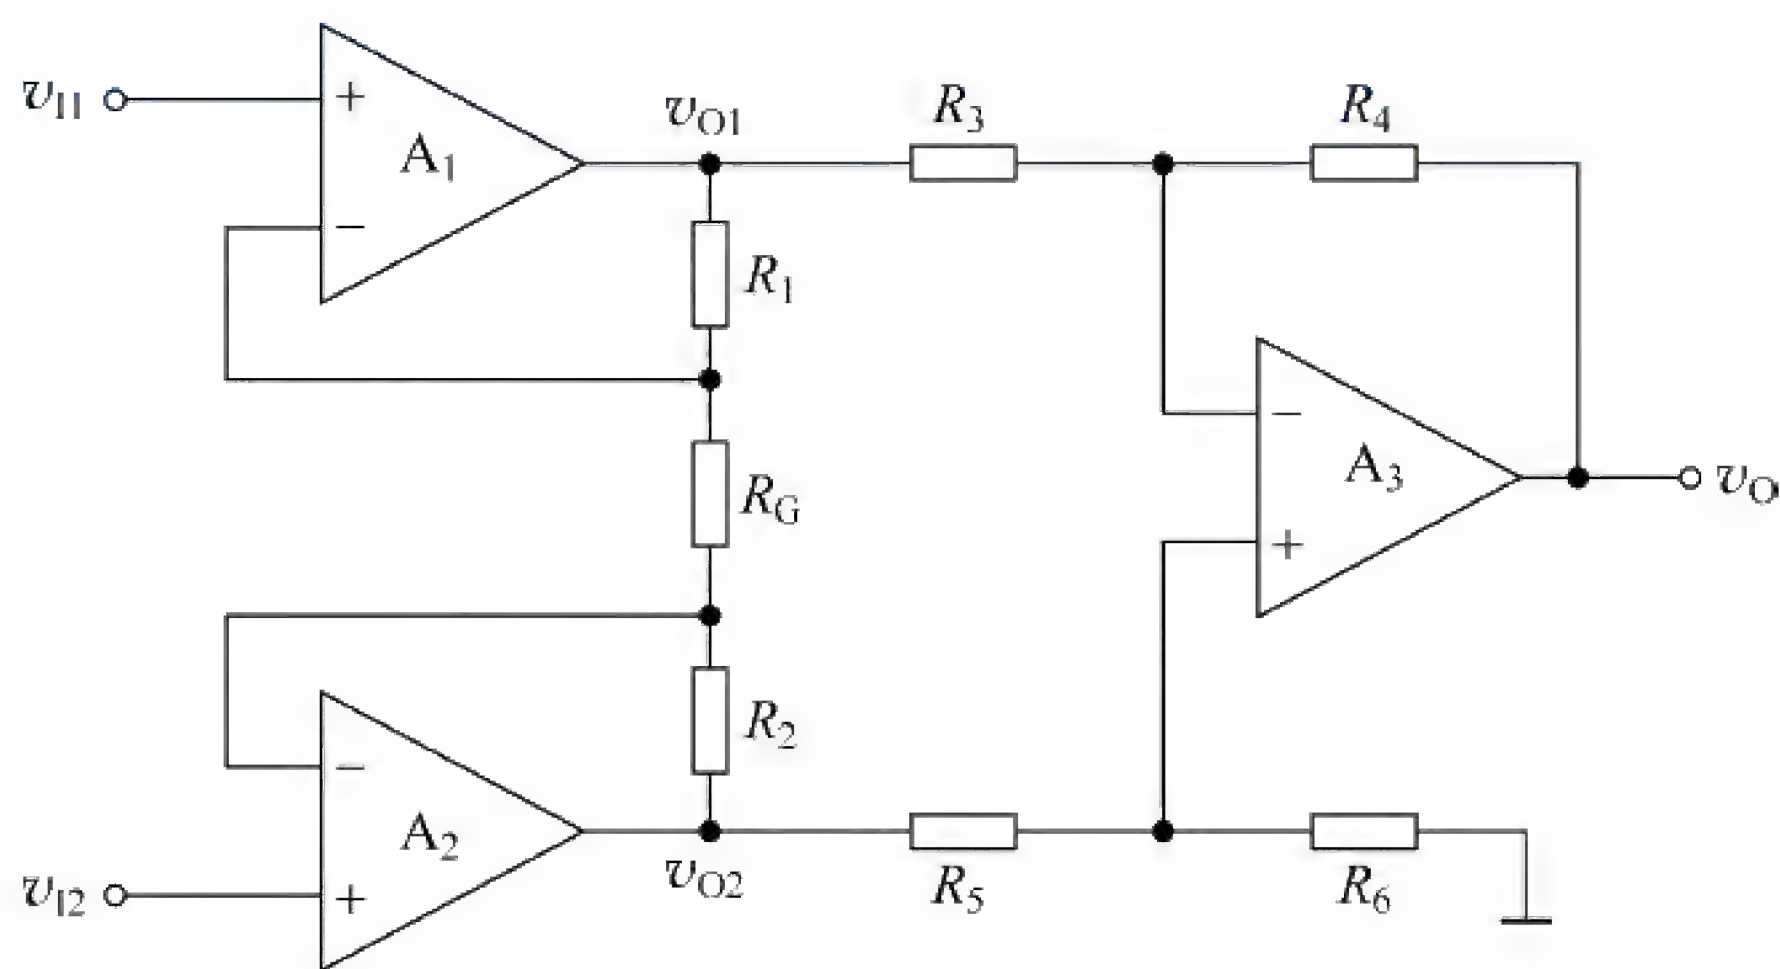 v_I1
+
A_1
−
v_O1
R_3
R_4
R_1
R_G
−
A_3
+
v_O
R_2
−
A_2
+
v_I2
v_O2
R_5
R_6